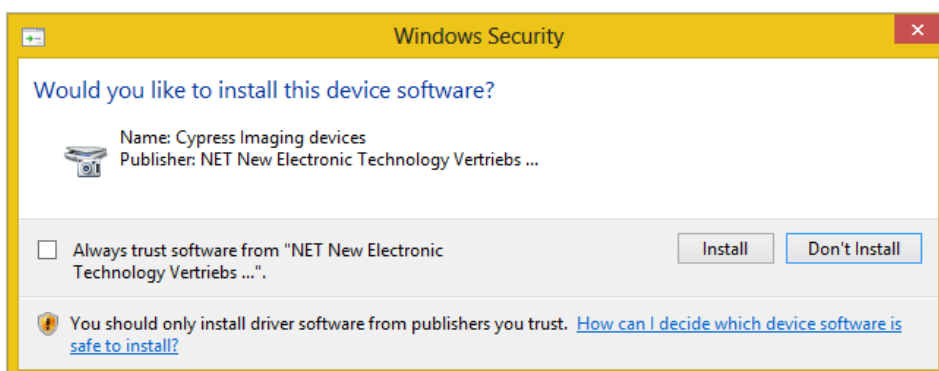 Windows Security
Would you like to install this device software?
Name: Cypress Imaging devices
Publisher: NET New Electronic Technology Vertriebs ...
Always trust software from "NET New Electronic
Technology Vertriebs ...".
Install
Don't Install
You should only install driver software from publishers you trust. How can I decide which device software is
safe to install?